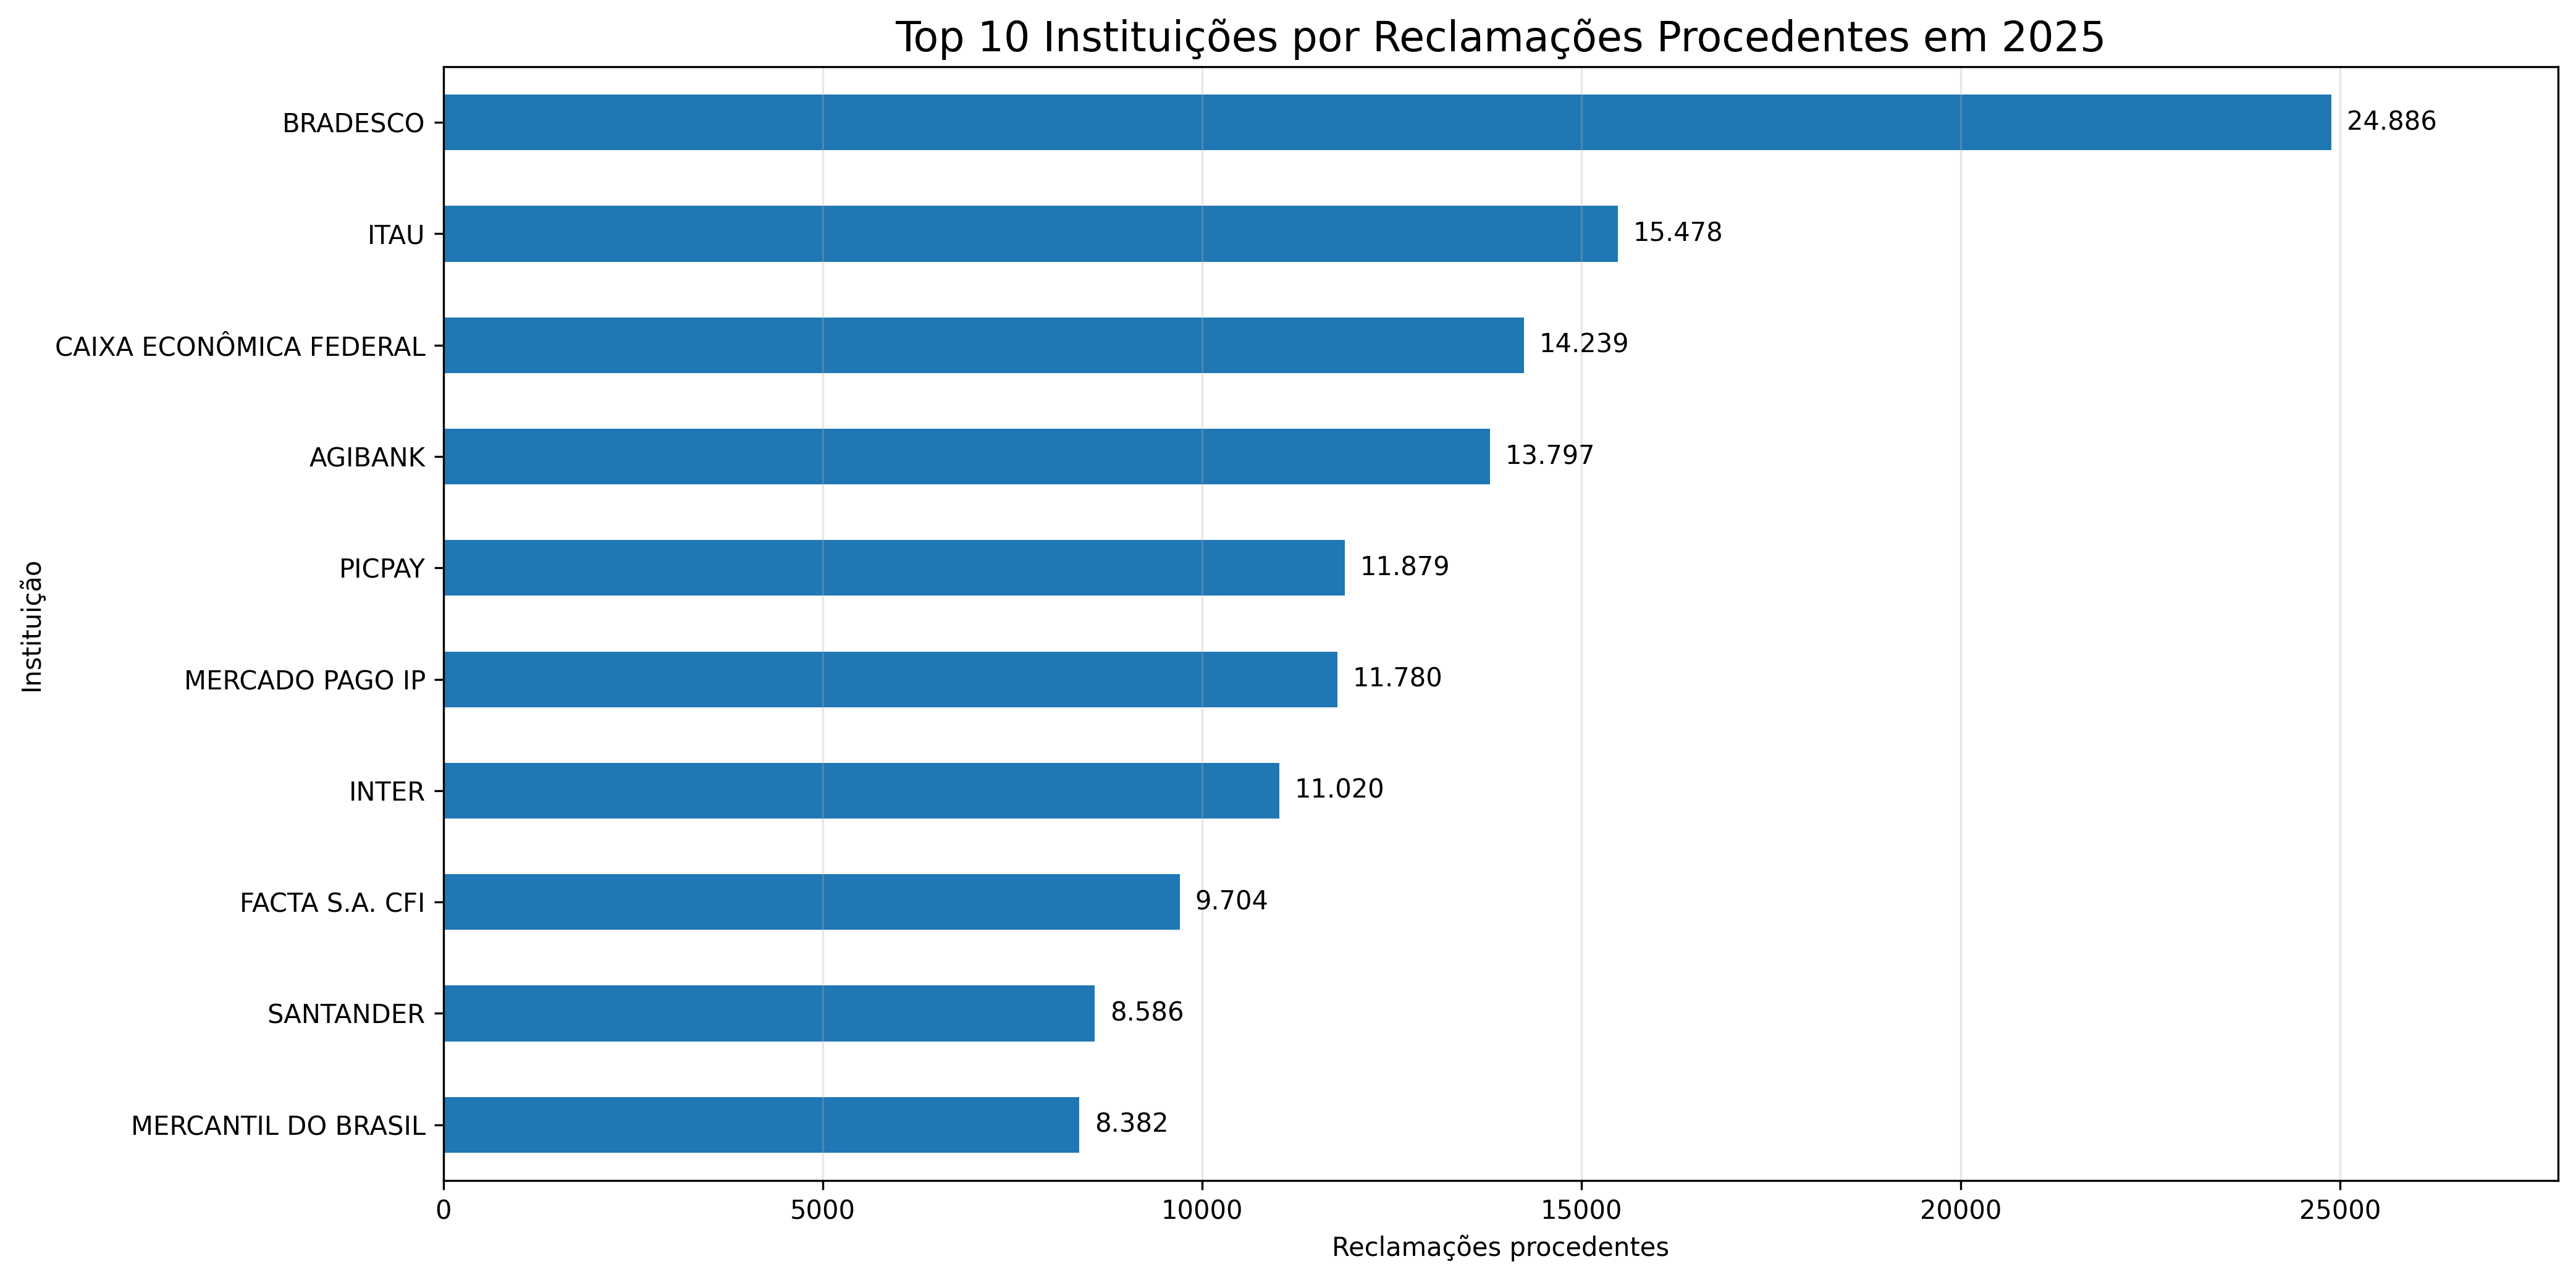 Top 10 Instituições por Reclamações Procedentes em 2025
BRADESCO 24.886
ITAU 15.478
CAIXA ECONÔMICA FEDERAL 14.239
AGIBANK 13.797
PICPAY 11.879
MERCADO PAGO IP 11.780
INTER 11.020
FACTA S.A. CFI 9.704
SANTANDER 8.586
MERCANTIL DO BRASIL 8.382
Instituição
0 5000 10000 15000 20000 25000
Reclamações procedentes